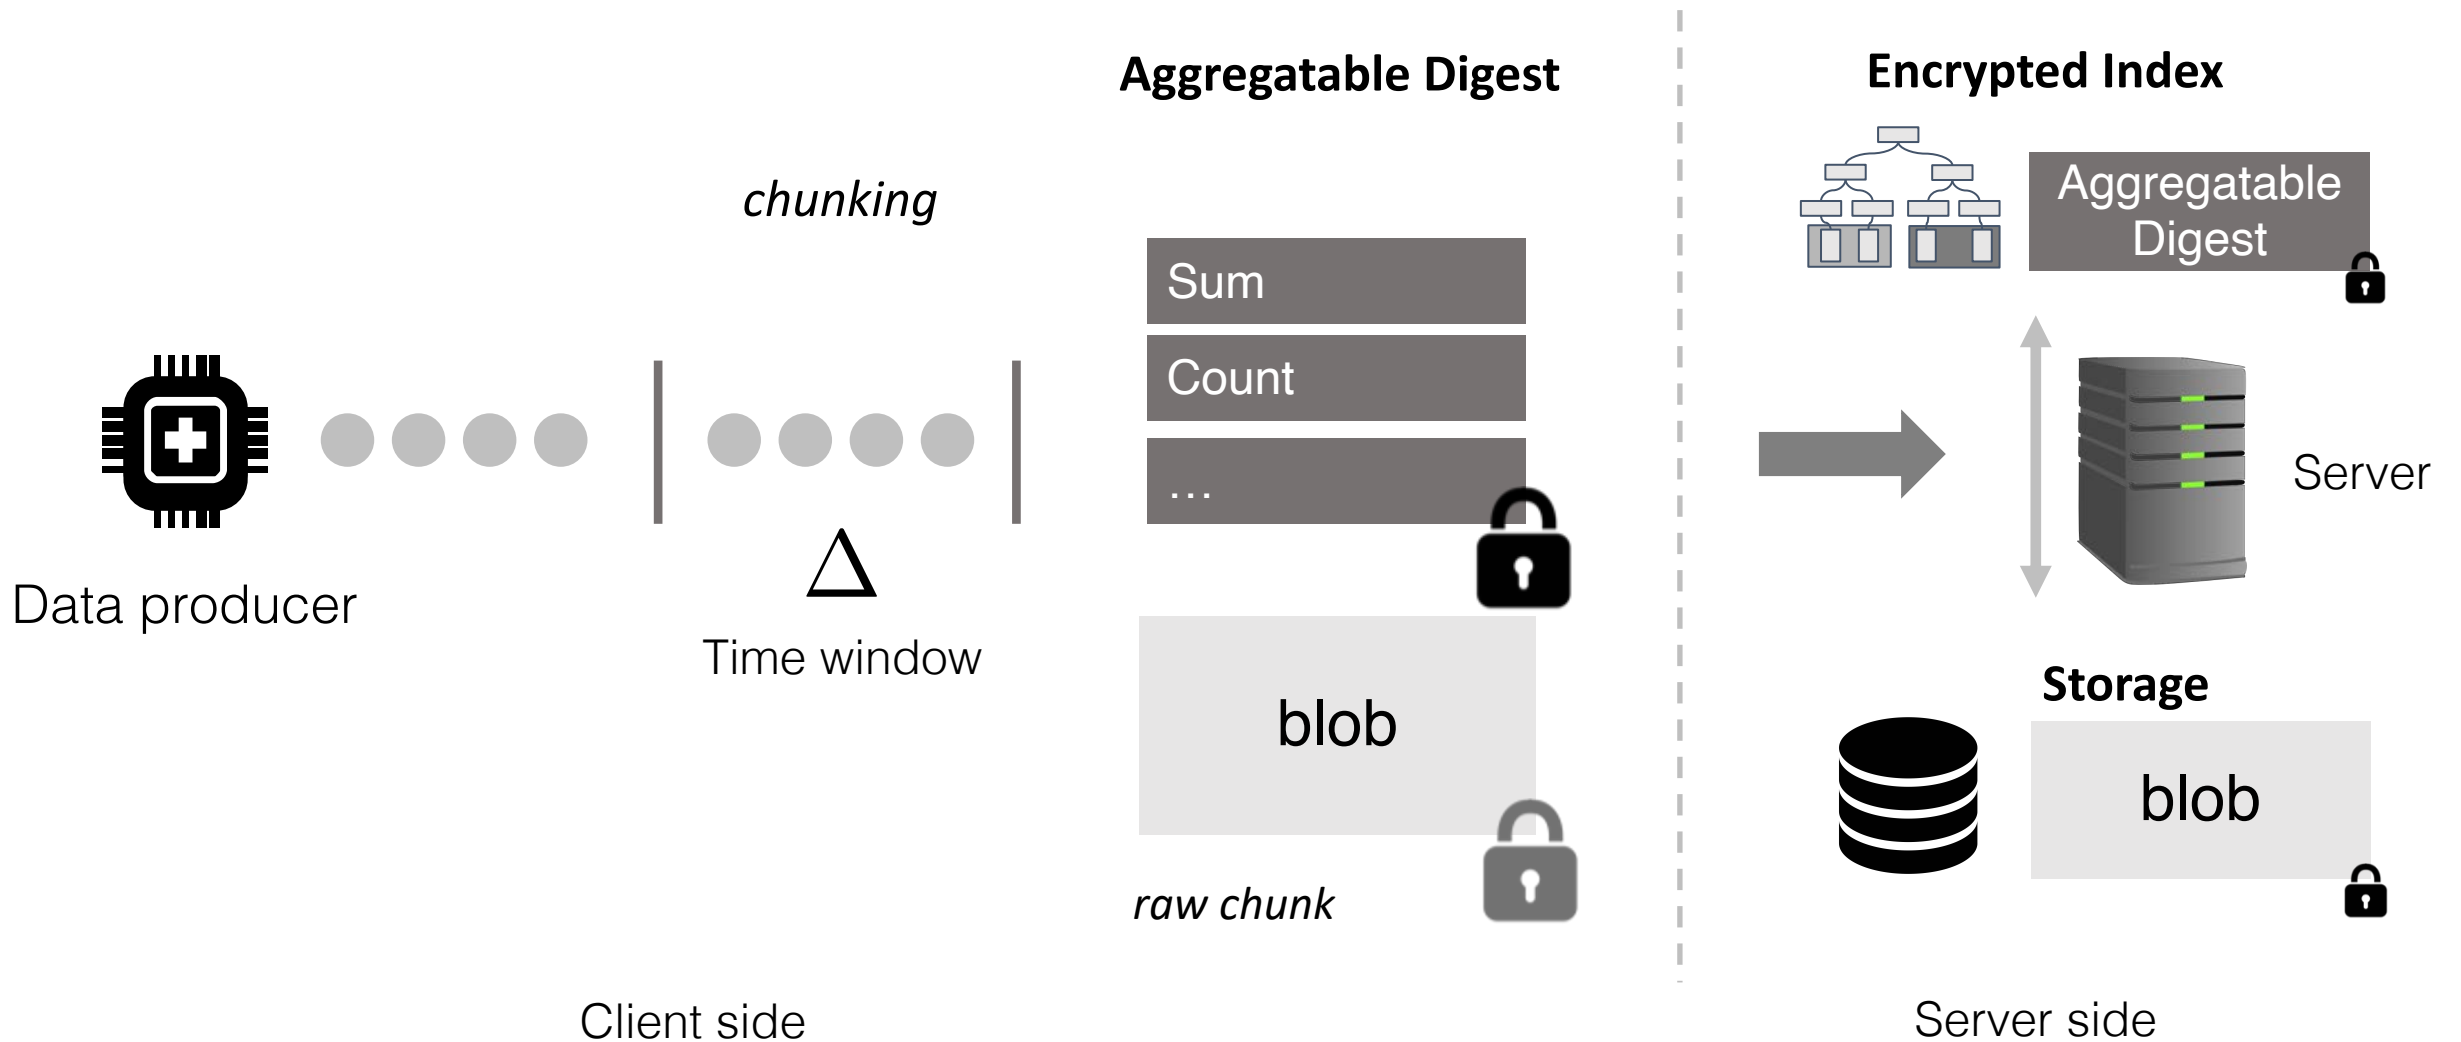 Aggregatable Digest
Encrypted Index
chunking
Aggregatable
Digest
Sum
Count
...
Server
Data producer
Δ
Time window
blob
Storage
blob
raw chunk
Client side
Server side